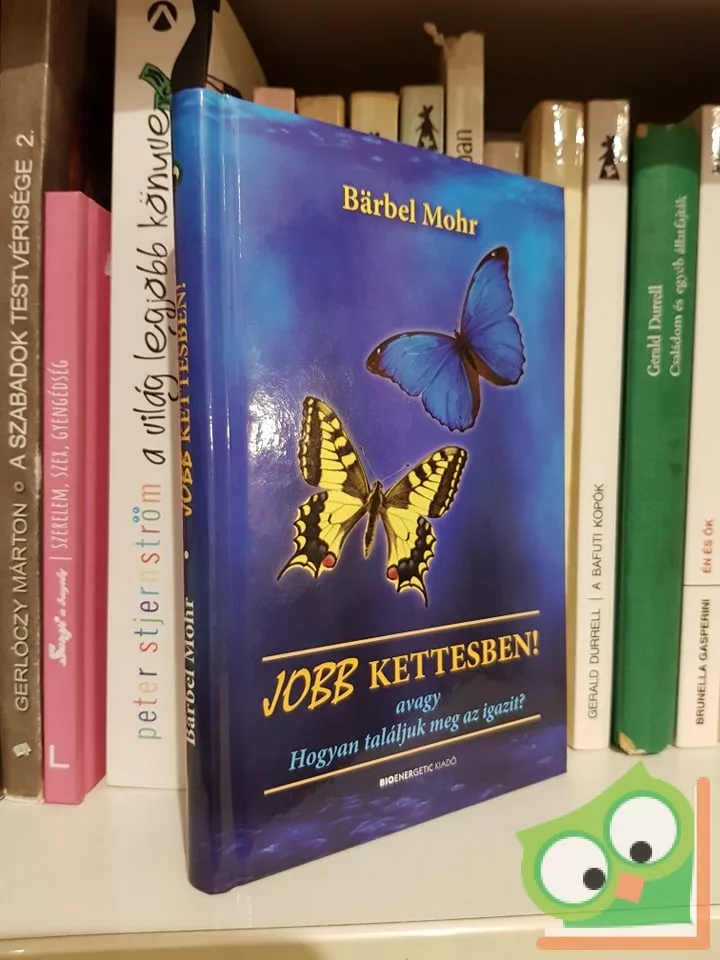 Bärbel Mohr
JOBB KETTESBEN!
avagy
Hogyan találjuk meg az igazit?
BIOENERGETIC KIADÓ
Bärbel Mohr • JOBB KETTESBEN!
GERLÓCZY MÁRTON • A SZABADOK TESTVÉRISÉGE 2.
| SZERELEM, SZEX, GYENGÉDSÉG
peter stjernström a világ legjobb könyve
GERALD DURRELL | A BAFUTI KOPÓK
Gerald Durrell
Családom és egyéb állatfajták
BRUNELLA GASPERINI | ÉN ÉS ŐK